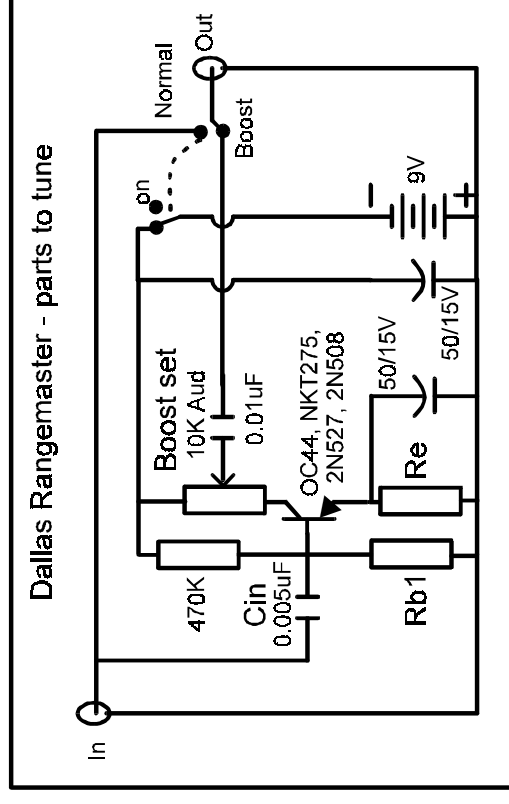 Dallas Rangemaster - parts to tune
In
Out
Normal
Boost
on
Boost set
10K Aud
470K
0.01uF
Cin
0.005uF
OC44, NKT275,
2N527, 2N508
Rb1
Re
50/15V
50/15V
9V
-
+